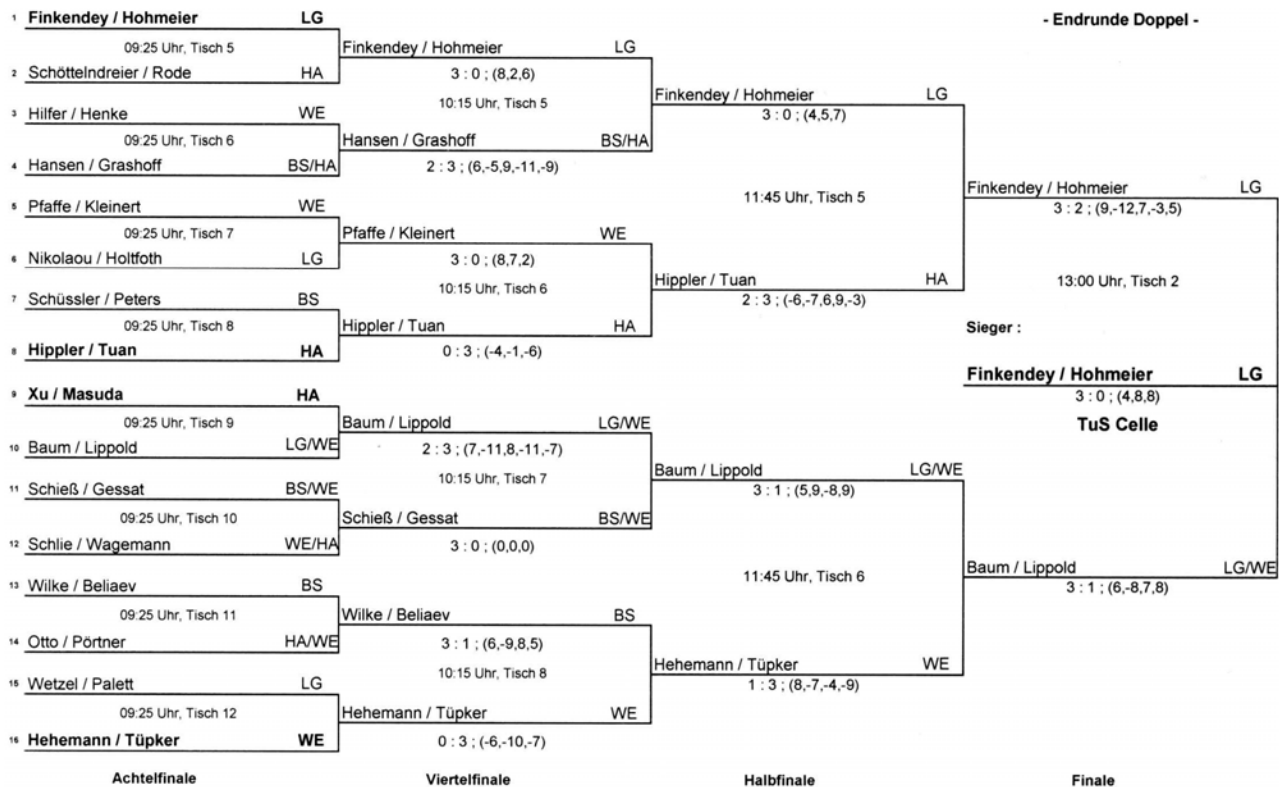 - Endrunde Doppel -
1 Finkendey / Hohmeier LG
09:25 Uhr, Tisch 5
2 Schöttelndreier / Rode HA
3 Hilfer / Henke WE
09:25 Uhr, Tisch 6
4 Hansen / Grashoff BS/HA
5 Pfaffe / Kleinert WE
09:25 Uhr, Tisch 7
6 Nikolaou / Holtfoth LG
7 Schüssler / Peters BS
09:25 Uhr, Tisch 8
8 Hippler / Tuan HA
9 Xu / Masuda HA
09:25 Uhr, Tisch 9
10 Baum / Lippold LG/WE
11 Schieß / Gessat BS/WE
09:25 Uhr, Tisch 10
12 Schlie / Wagemann WE/HA
13 Wilke / Beliaev BS
09:25 Uhr, Tisch 11
14 Otto / Pörtner HA/WE
15 Wetzel / Palett LG
09:25 Uhr, Tisch 12
16 Hehemann / Tüpker WE
Achtelfinale
Finkendey / Hohmeier LG
3 : 0 ; (8,2,6)
10:15 Uhr, Tisch 5
Hansen / Grashoff BS/HA
2 : 3 ; (6,-5,9,-11,-9)
Pfaffe / Kleinert WE
3 : 0 ; (8,7,2)
10:15 Uhr, Tisch 6
Hippler / Tuan HA
0 : 3 ; (-4,-1,-6)
Baum / Lippold LG/WE
2 : 3 ; (7,-11,8,-11,-7)
10:15 Uhr, Tisch 7
Schieß / Gessat BS/WE
3 : 0 ; (0,0,0)
Wilke / Beliaev BS
3 : 1 ; (6,-9,8,5)
10:15 Uhr, Tisch 8
Hehemann / Tüpker WE
0 : 3 ; (-6,-10,-7)
Viertelfinale
Finkendey / Hohmeier LG
3 : 0 ; (4,5,7)
11:45 Uhr, Tisch 5
Hippler / Tuan HA
2 : 3 ; (-6,-7,6,9,-3)
Baum / Lippold LG/WE
3 : 1 ; (5,9,-8,9)
11:45 Uhr, Tisch 6
Hehemann / Tüpker WE
1 : 3 ; (8,-7,-4,-9)
Halbfinale
Finkendey / Hohmeier LG
3 : 2 ; (9,-12,7,-3,5)
13:00 Uhr, Tisch 2
Sieger :
Finkendey / Hohmeier LG
3 : 0 ; (4,8,8)
TuS Celle
Baum / Lippold LG/WE
3 : 1 ; (6,-8,7,8)
Finale